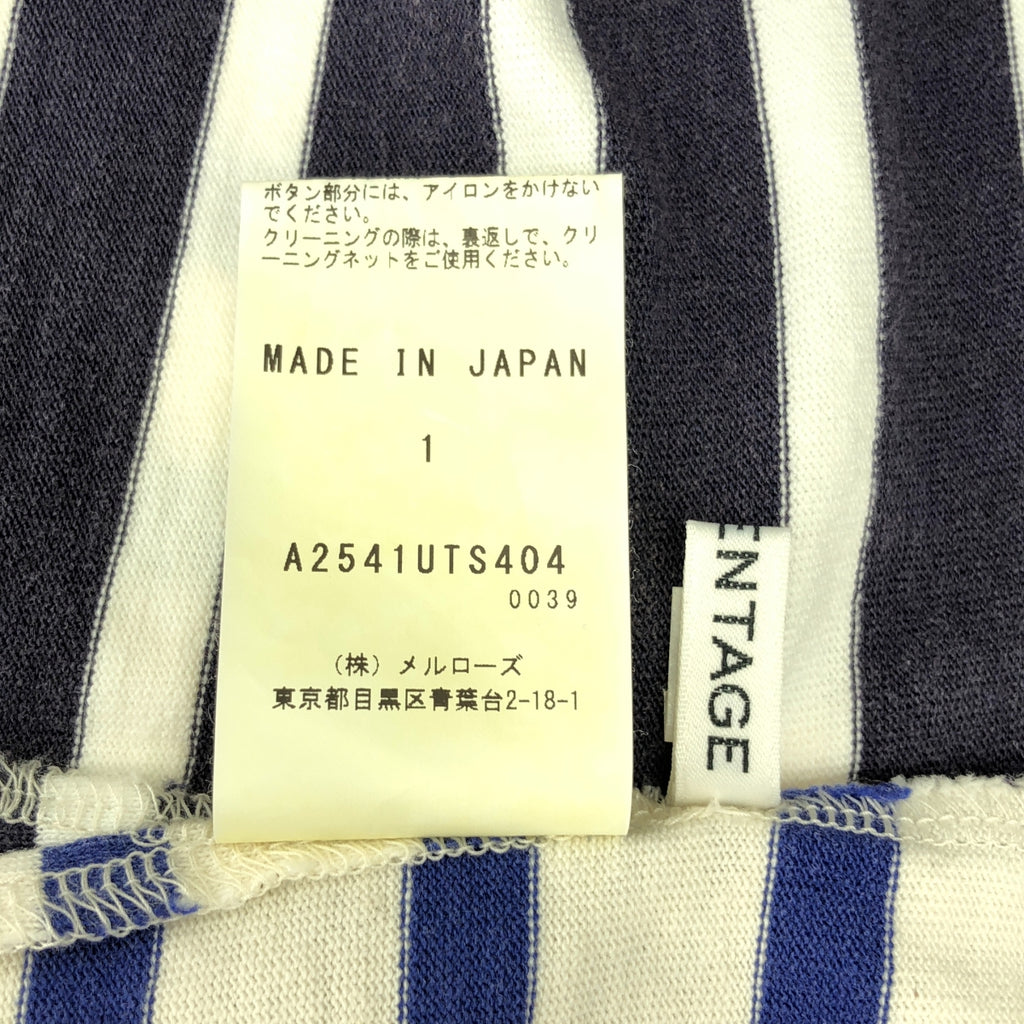 ボタン部分には、アイロンをかけない
でください。
クリーニングの際は、裏返しで、クリ
ーニングネットをご使用ください。
MADE IN JAPAN
1
A2541UTS404
0039
(株) メルローズ
東京都目黒区青葉台2-18-1
ENTAGE